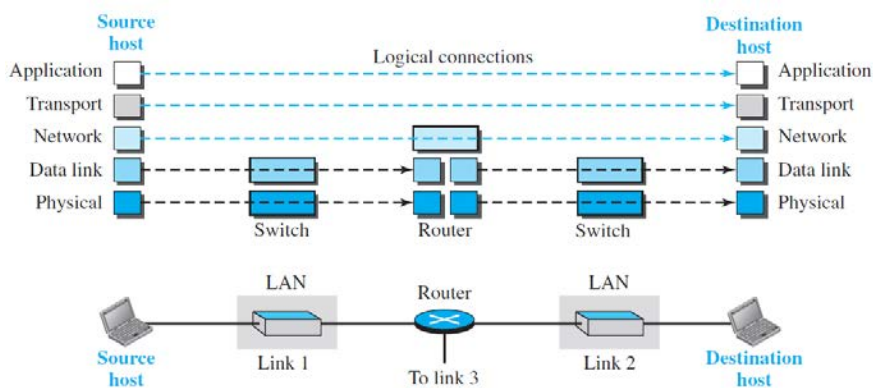 Source
host
Destination
host
Logical connections
Application
Application
Transport
Transport
Network
Network
Data link
Data link
Physical
Physical
Switch
Router
Switch
LAN
Router
LAN
Link 1
Link 2
Source
host
To link 3
Destination
host